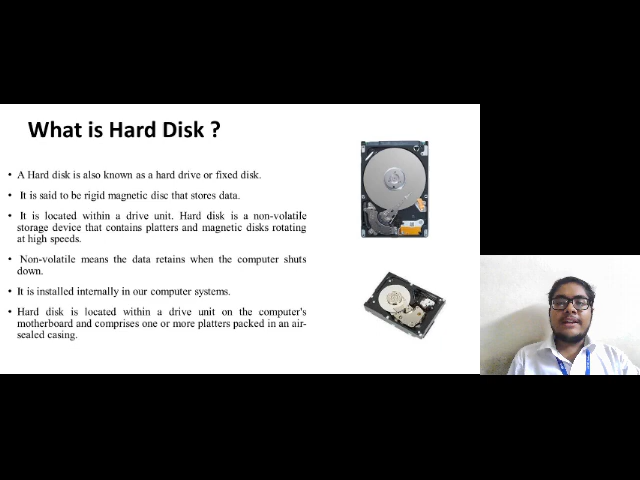 What is Hard Disk ?
• A Hard disk is also known as a hard drive or fixed disk.
• It is said to be rigid magnetic disc that stores data.
• It is located within a drive unit. Hard disk is a non-volatile
storage device that contains platters and magnetic disks rotating
at high speeds.
• Non-volatile means the data retains when the computer shuts
down.
• It is installed internally in our computer systems.
• Hard disk is located within a drive unit on the computer's
motherboard and comprises one or more platters packed in an air-
sealed casing.